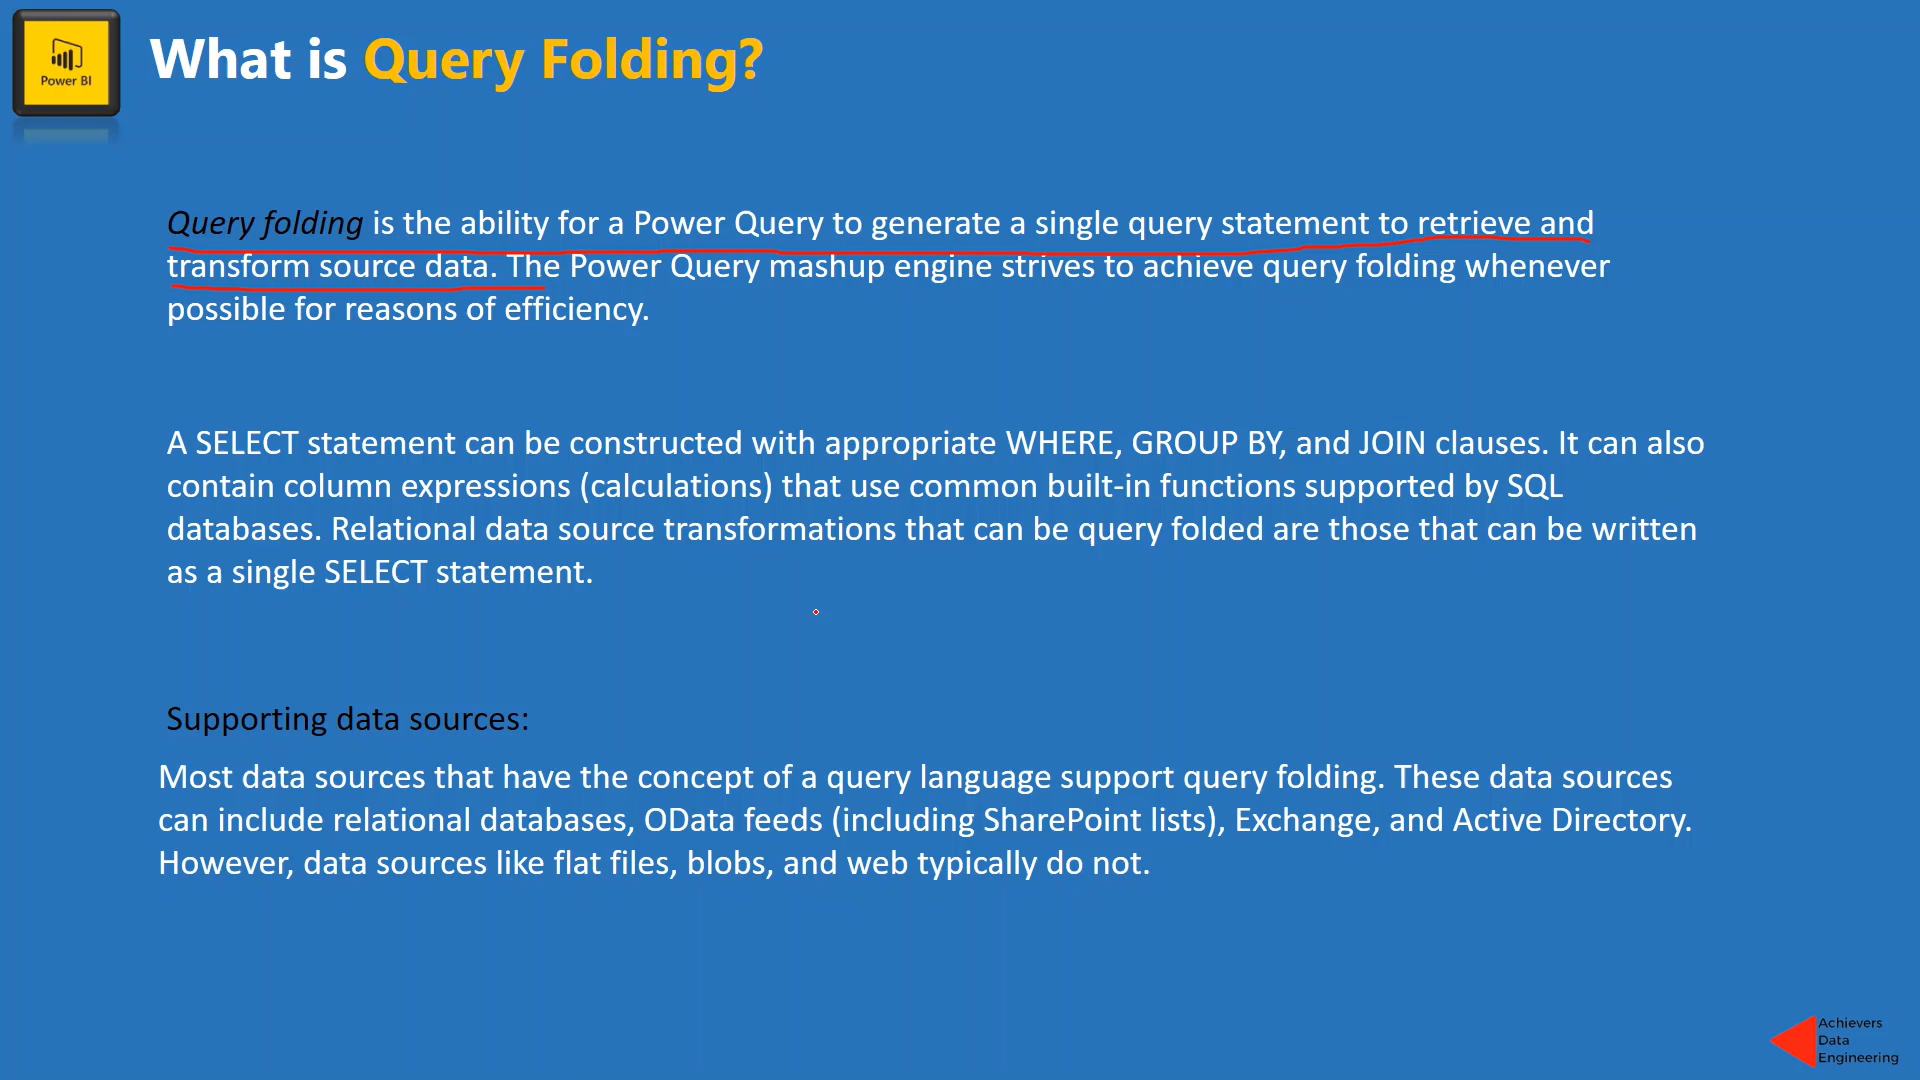 Power BI
What is Query Folding?
Query folding is the ability for a Power Query to generate a single query statement to retrieve and
transform source data. The Power Query mashup engine strives to achieve query folding whenever
possible for reasons of efficiency.
A SELECT statement can be constructed with appropriate WHERE, GROUP BY, and JOIN clauses. It can also
contain column expressions (calculations) that use common built-in functions supported by SQL
databases. Relational data source transformations that can be query folded are those that can be written
as a single SELECT statement.
Supporting data sources:
Most data sources that have the concept of a query language support query folding. These data sources
can include relational databases, OData feeds (including SharePoint lists), Exchange, and Active Directory.
However, data sources like flat files, blobs, and web typically do not.
Achievers
Data
Engineering